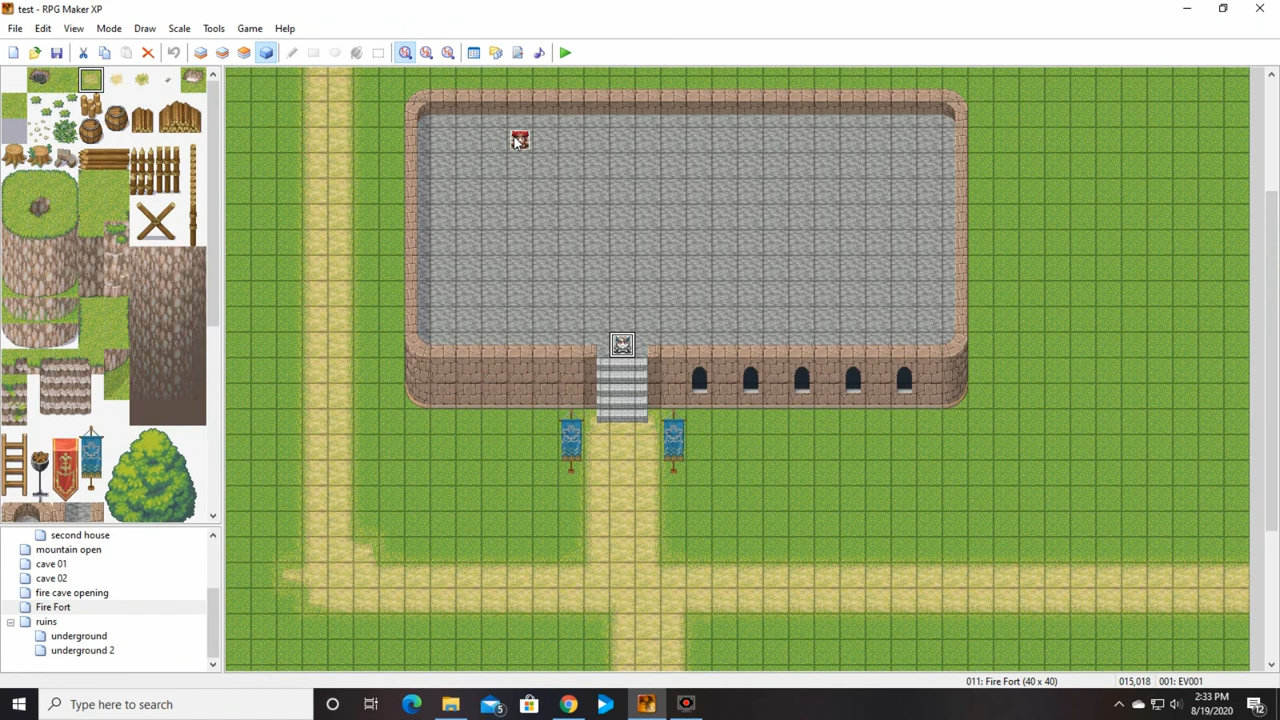 test - RPG Maker XP
File Edit View Mode Draw Scale Tools Game Help
second house
mountain open
cave 01
cave 02
fire cave opening
Fire Fort
ruins
underground
underground 2
011: Fire Fort (40 x 40) 015,018 001: EV001
Type here to search
5
2:33 PM
8/19/2020
12